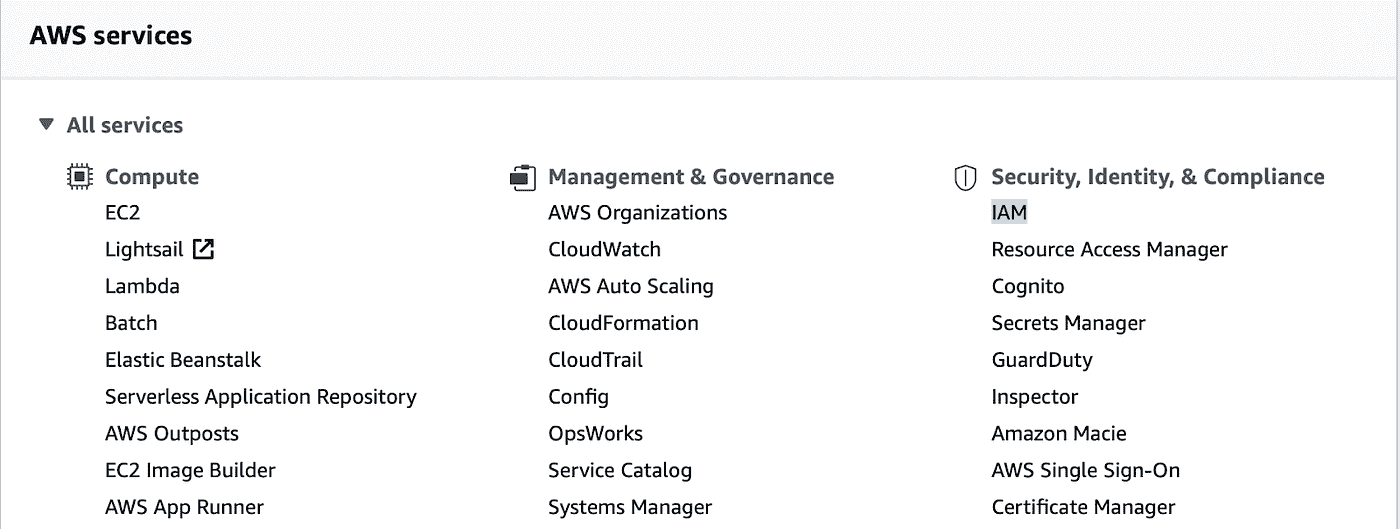 AWS services
All services
Compute
EC2
Lightsail
Lambda
Batch
Elastic Beanstalk
Serverless Application Repository
AWS Outposts
EC2 Image Builder
AWS App Runner
Management & Governance
AWS Organizations
CloudWatch
AWS Auto Scaling
CloudFormation
CloudTrail
Config
OpsWorks
Service Catalog
Systems Manager
Security, Identity, & Compliance
IAM
Resource Access Manager
Cognito
Secrets Manager
GuardDuty
Inspector
Amazon Macie
AWS Single Sign-On
Certificate Manager